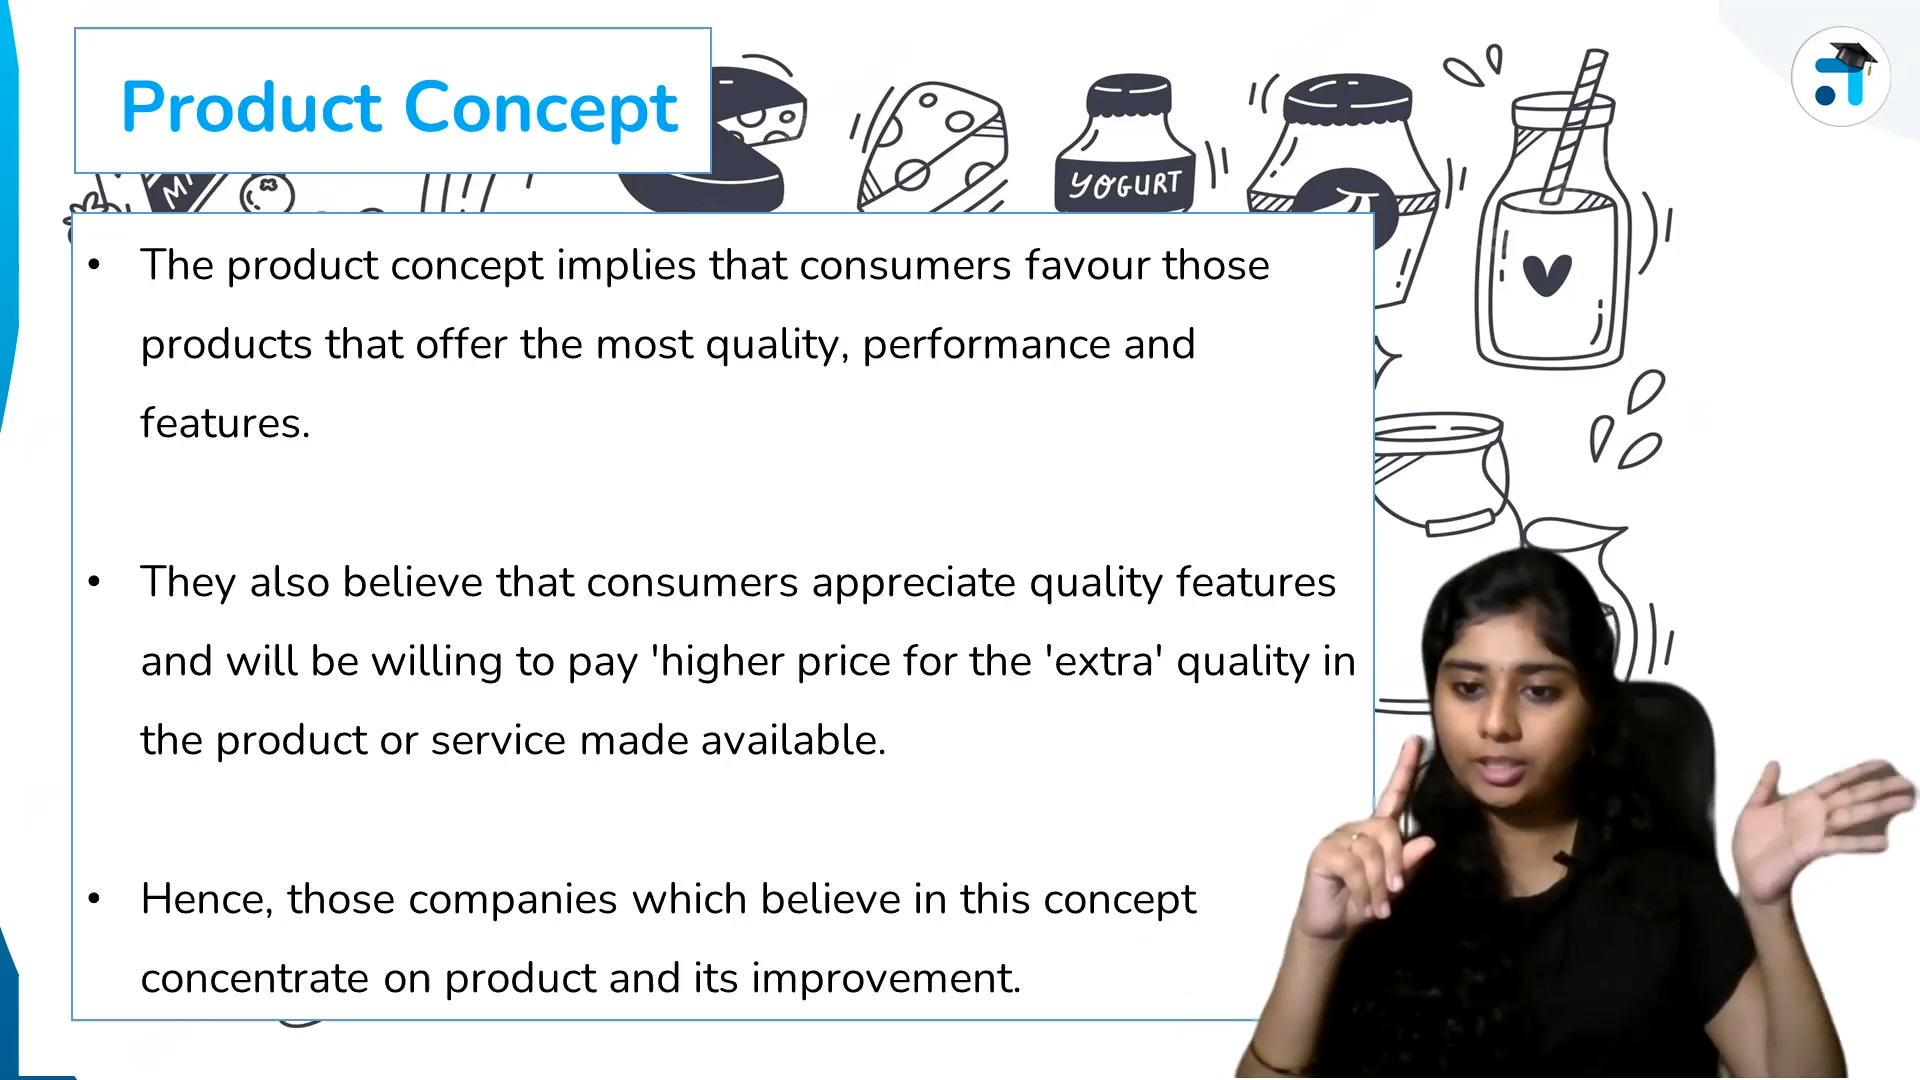 Product Concept
YOGURT
• The product concept implies that consumers favour those
products that offer the most quality, performance and
features.
• They also believe that consumers appreciate quality features
and will be willing to pay 'higher price for the 'extra' quality in
the product or service made available.
• Hence, those companies which believe in this concept
concentrate on product and its improvement.